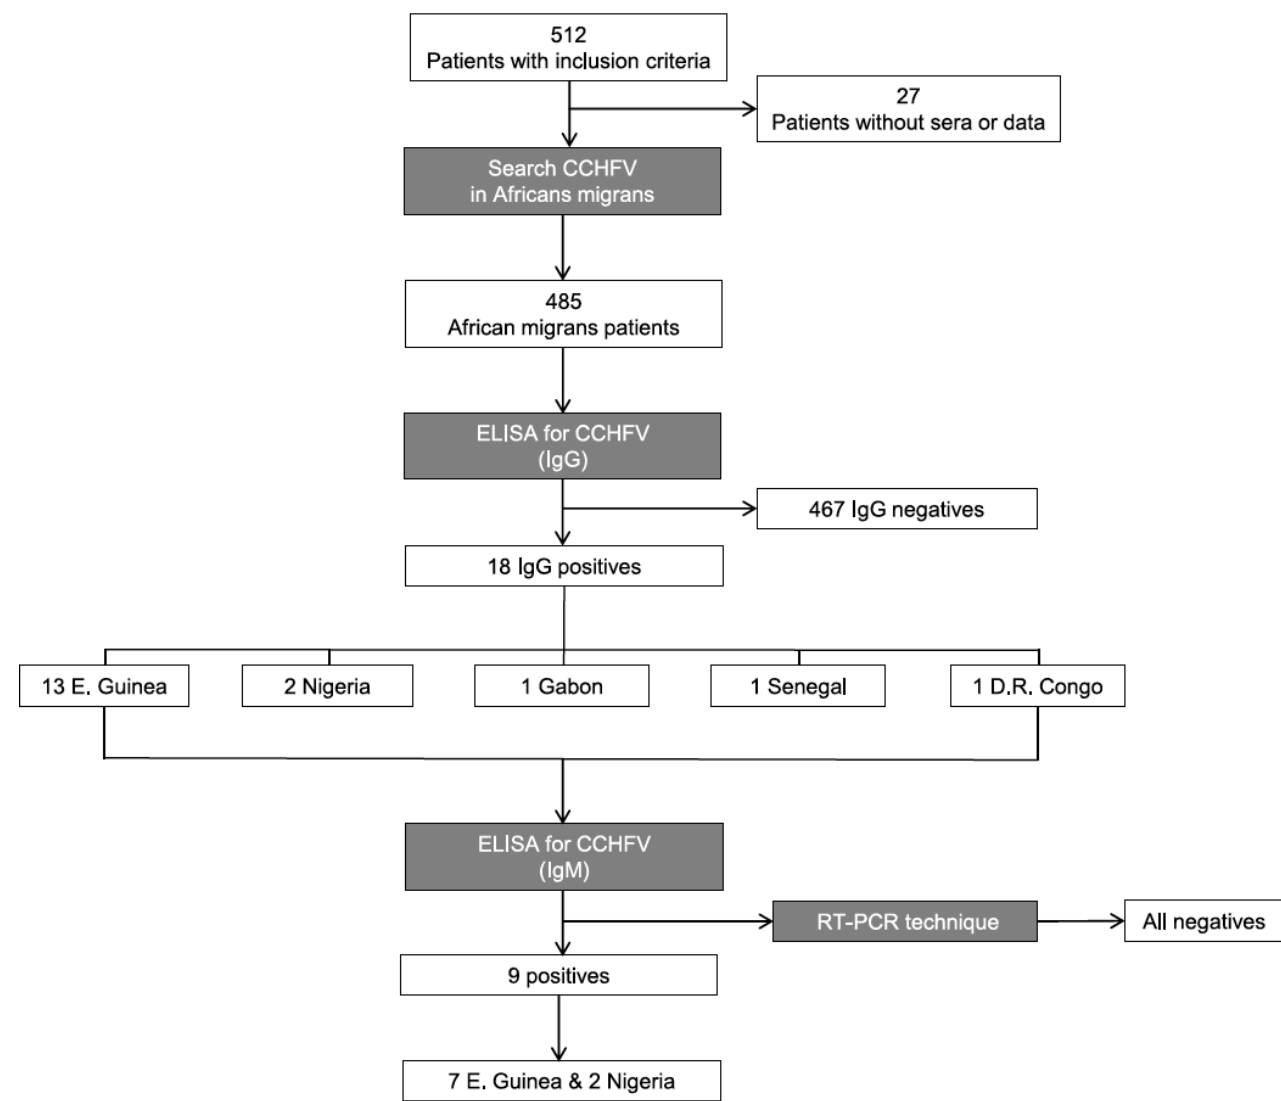 512
Patients with inclusion criteria
27
Patients without sera or data
Search CCHFV
in Africans migrans
485
African migrans patients
ELISA for CCHFV
(IgG)
467 IgG negatives
18 IgG positives
13 E. Guinea
2 Nigeria
1 Gabon
1 Senegal
1 D.R. Congo
ELISA for CCHFV
(IgM)
RT-PCR technique
All negatives
9 positives
7 E. Guinea & 2 Nigeria